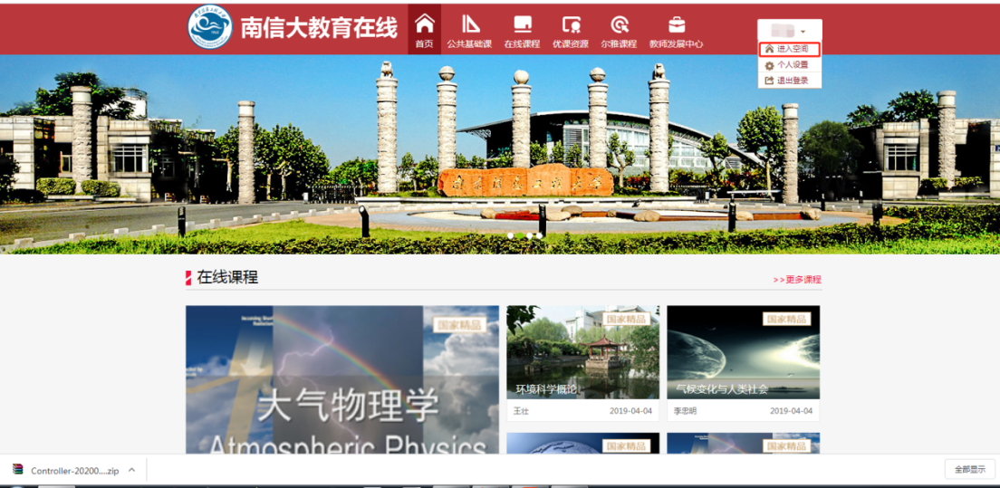 南信大教育在线
首页
公共基础课
在线课程
优课资源
尔雅课程
教师发展中心
进入空间
个人设置
退出登录
在线课程
>>更多课程
国家精品
大气物理学
Atmospheric Physics
国家精品
环境科学概论
王壮
2019-04-04
国家精品
气候变化与人类社会
李忠明
2019-04-04
国家精品
国家精品
Controller-20200....zip
全部显示